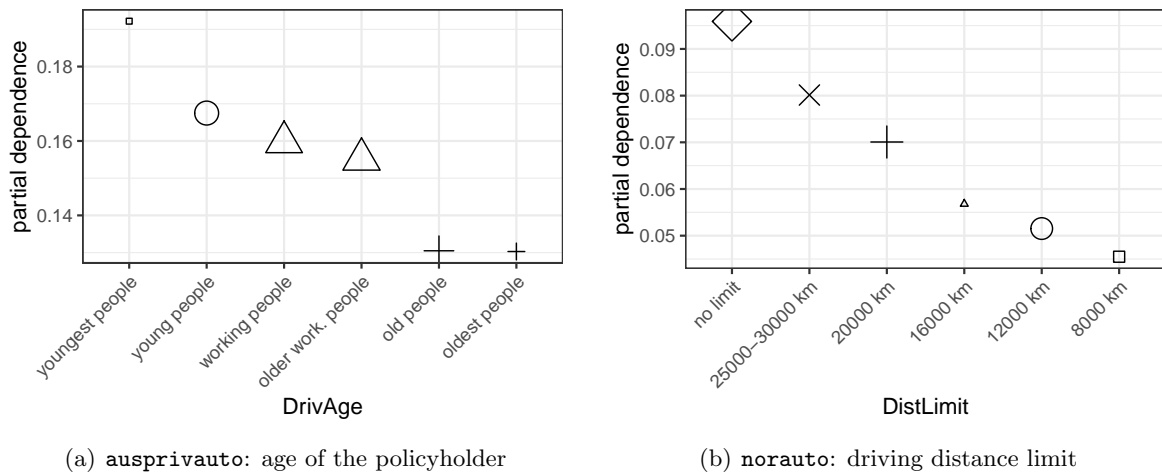 partial dependence
0.18
0.16
0.14
youngest people
young people
working people
older work. people
old people
oldest people
DrivAge
(a) ausprivauto: age of the policyholder
partial dependence
0.09
0.08
0.07
0.06
0.05
no limit
25000−30000 km
20000 km
16000 km
12000 km
8000 km
DistLimit
(b) norauto: driving distance limit